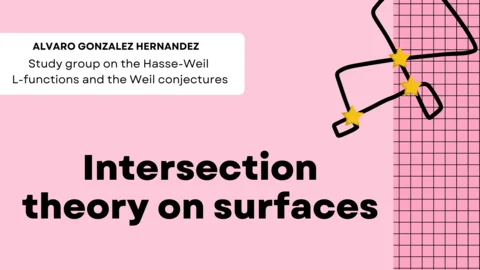 ALVARO GONZALEZ HERNANDEZ
Study group on the Hasse-Weil
L-functions and the Weil conjectures
Intersection
theory on surfaces